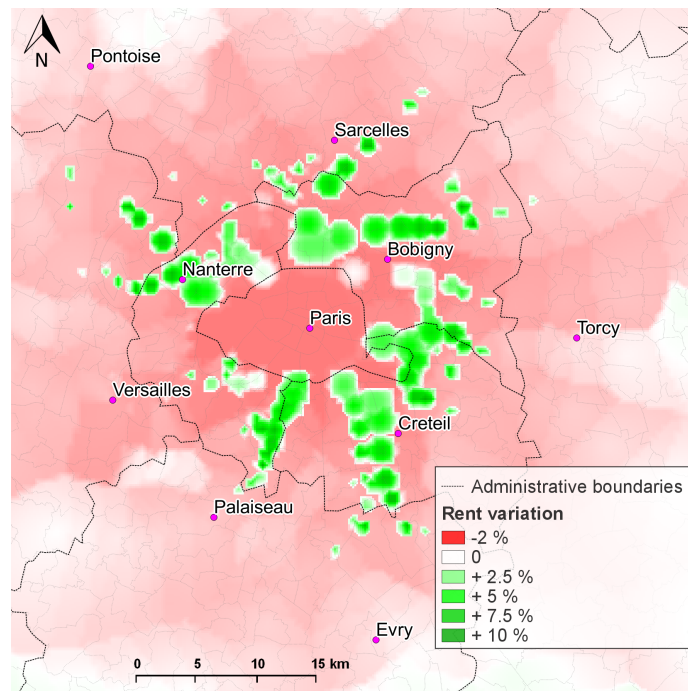 N
Pontoise
Sarcelles
Bobigny
Nanterre
Paris
Torcy
Versailles
Creteil
Palaiseau
Evry
Administrative boundaries
Rent variation
-2 %
0
+ 2.5 %
+ 5 %
+ 7.5 %
+ 10 %
0 5 10 15 km